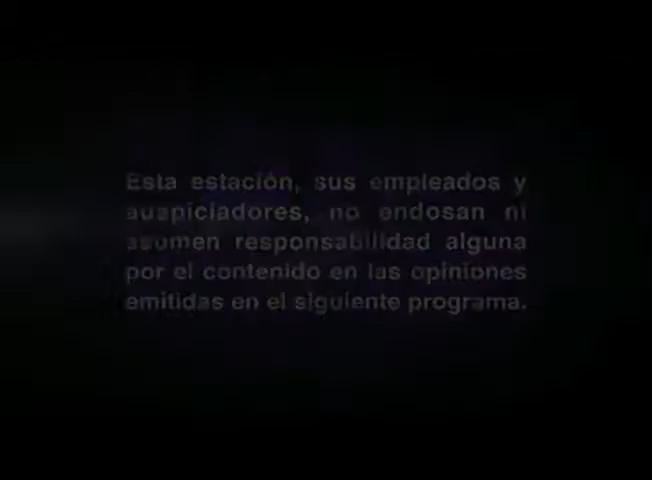 Esta estación, sus empleados y
auspiciadores, no endosan ni
asumen responsabilidad alguna
por el contenido en las opiniones
emitidas en el siguiente programa.